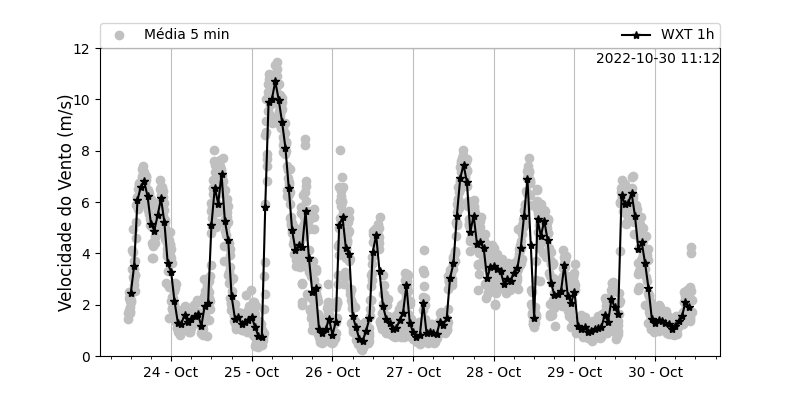 Média 5 min
WXT 1h
2022-10-30 11:12
Velocidade do Vento (m/s)
12
10
8
6
4
2
0
24 - Oct
25 - Oct
26 - Oct
27 - Oct
28 - Oct
29 - Oct
30 - Oct